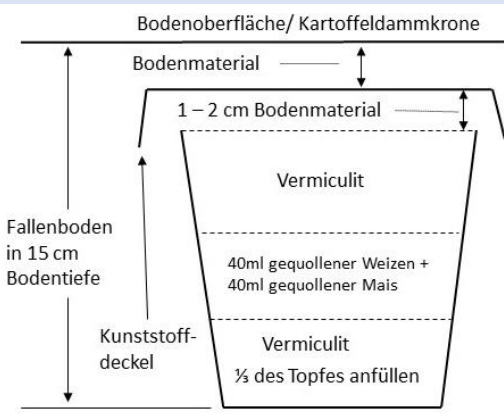 Bodenoberfläche/ Kartoffeldammkrone
Bodenmaterial
1 – 2 cm Bodenmaterial
Vermiculit
Fallenboden
in 15 cm
Bodentiefe
40ml gequollener Weizen +
40ml gequollener Mais
Kunststoff-
deckel
Vermiculit
⅓ des Topfes anfüllen